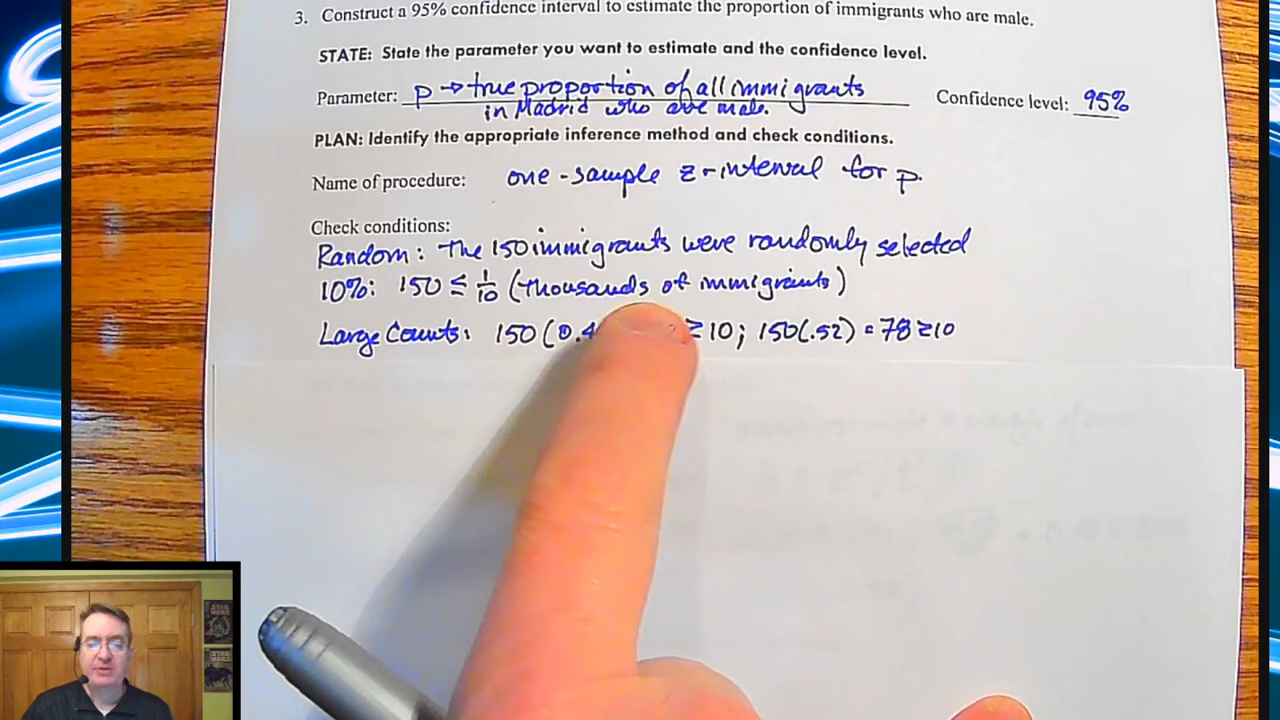 3. Construct a 95% confidence interval to estimate the proportion of immigrants who are male.
STATE: State the parameter you want to estimate and the confidence level.
Parameter: p → true proportion of all immigrants
in Madrid who are male.
Confidence level: 95%
PLAN: Identify the appropriate inference method and check conditions.
Name of procedure: one-sample z-interval for p.
Check conditions:
Random: The 150 immigrants were randomly selected
10%: 150 ≤ 1/10 (thousands of immigrants)
Large Counts: 150 (0.4 ≥ 10; 150(.52) = 78 ≥ 10
STAR WARS
STAR WARS